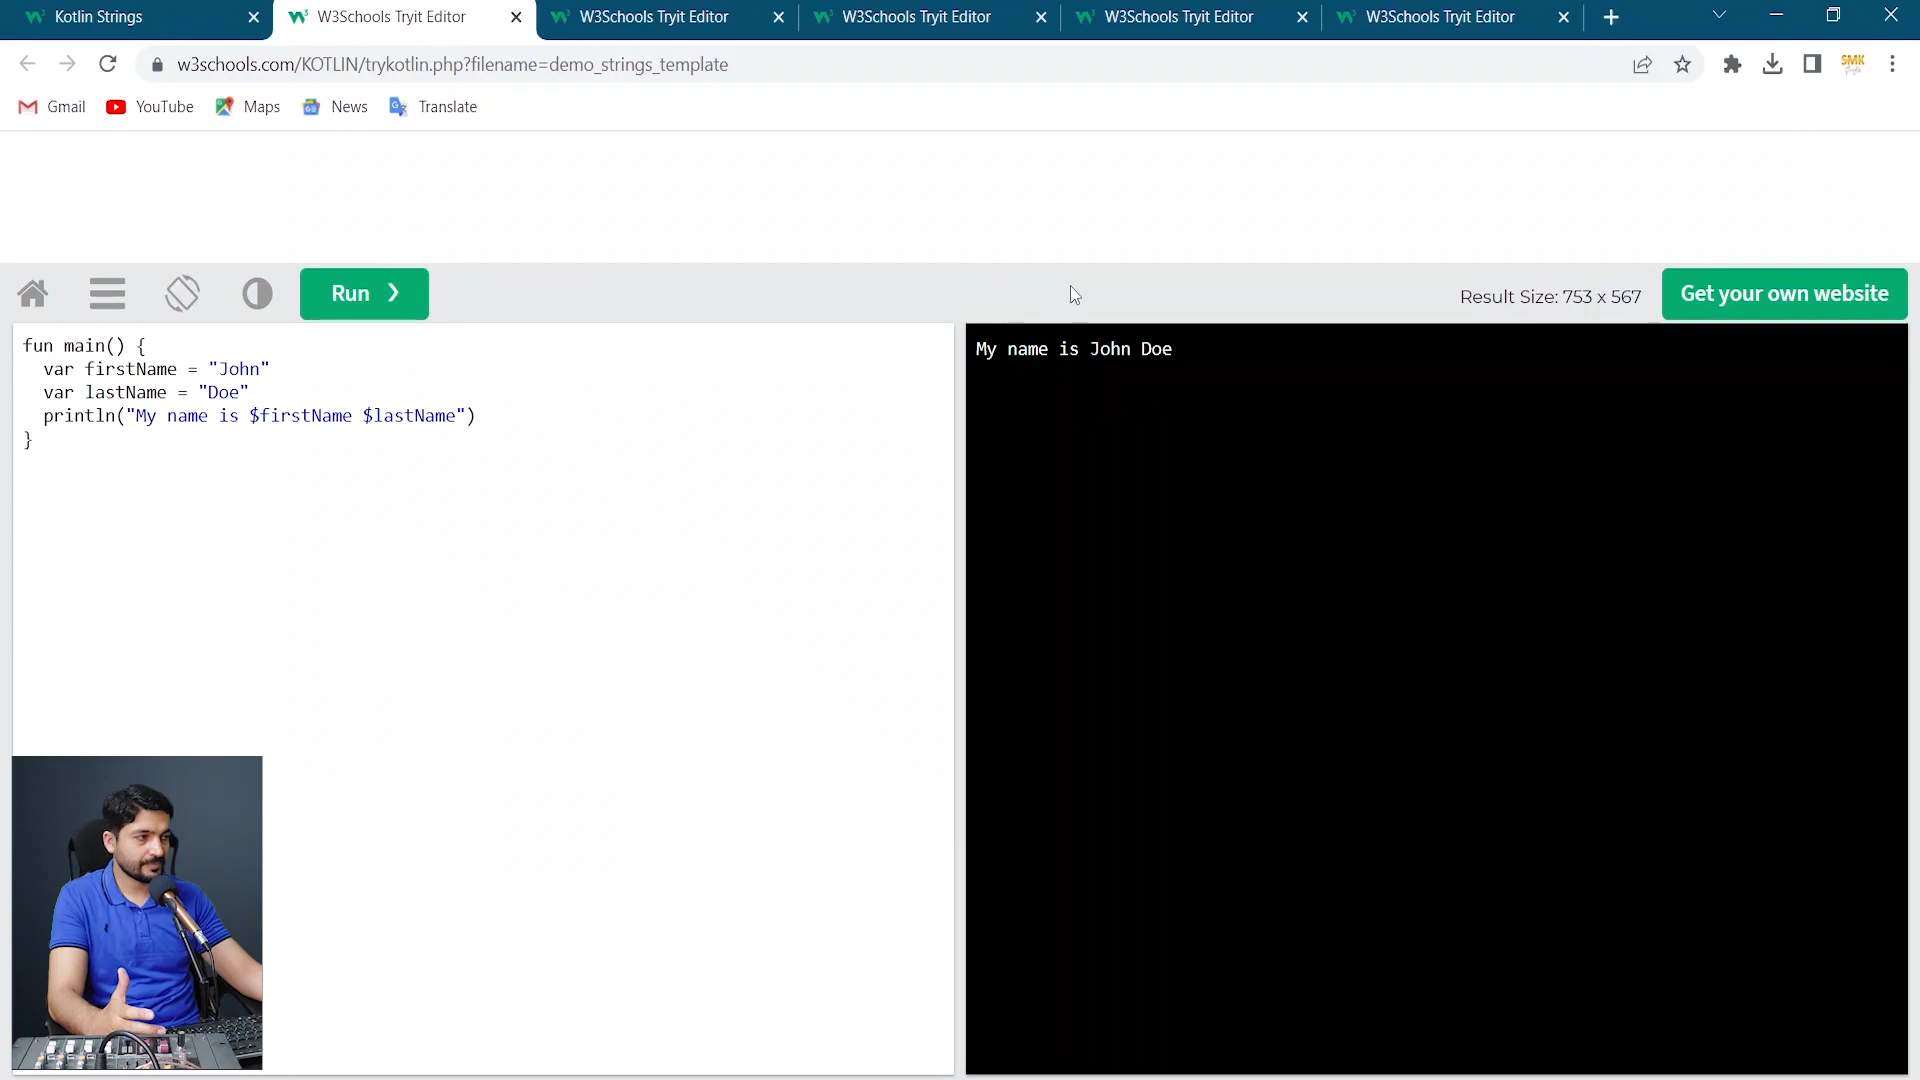 Kotlin Strings
W3Schools Tryit Editor
W3Schools Tryit Editor
W3Schools Tryit Editor
W3Schools Tryit Editor
W3Schools Tryit Editor
w3schools.com/KOTLIN/trykotlin.php?filename=demo_strings_template
SMK
Gmail
YouTube
Maps
News
Translate
Run ❯
Result Size: 753 x 567
Get your own website
fun main() {
  var firstName = "John"
  var lastName = "Doe"
  println("My name is $firstName $lastName")
}
My name is John Doe